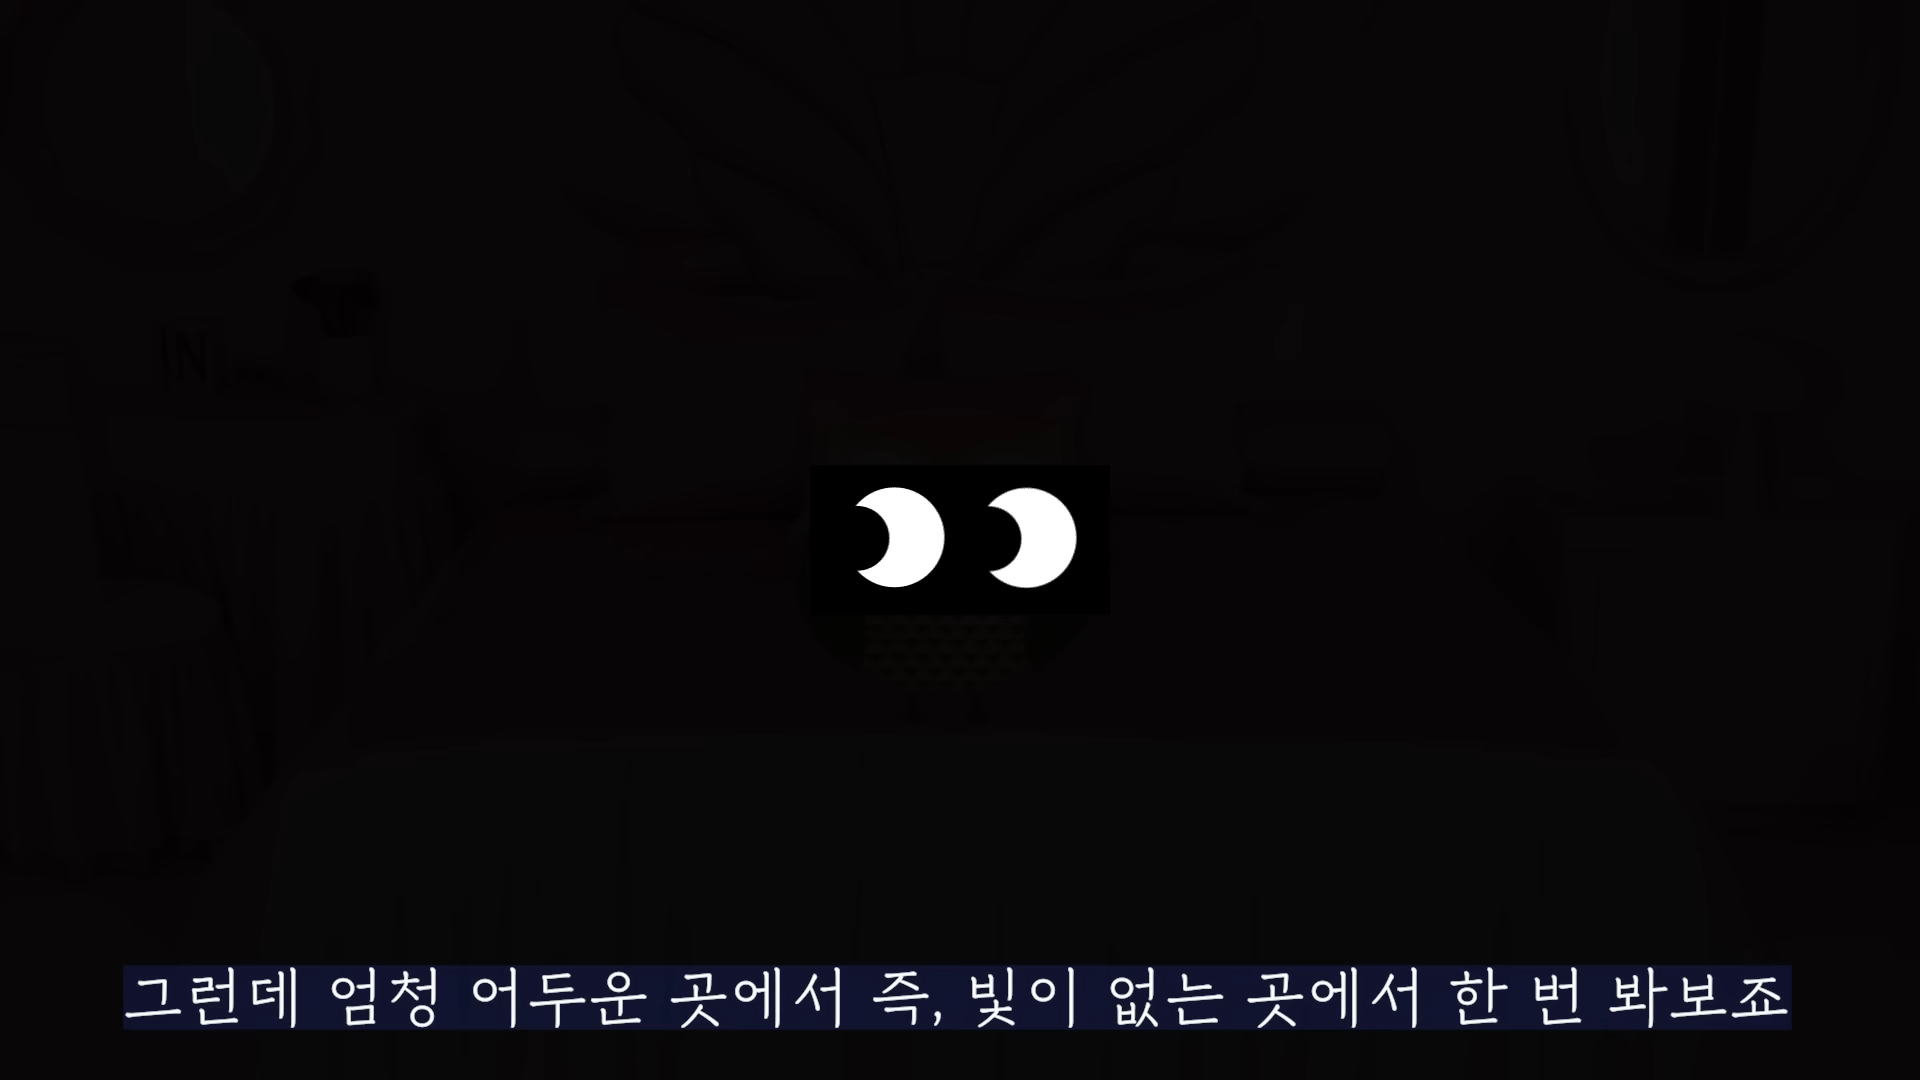 IN
그런데 엄청 어두운 곳에서 즉, 빛이 없는 곳에서 한 번 봐보죠